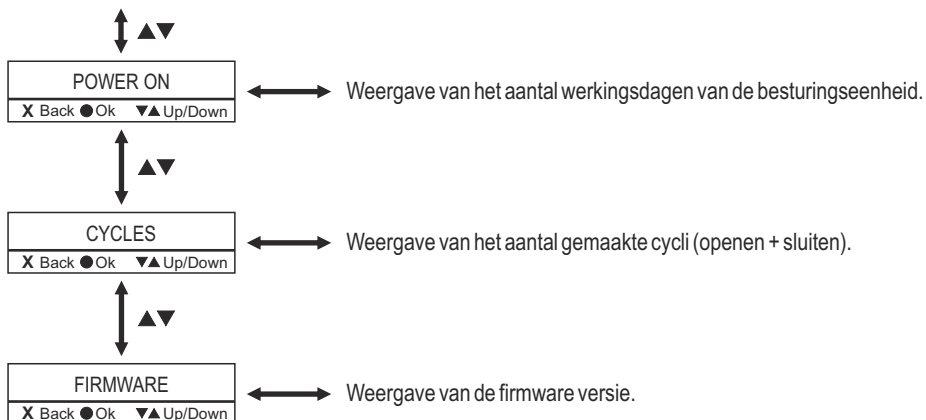 ▲▼
POWER ON
X Back ●Ok ▼▲Up/Down
Weergave van het aantal werkingsdagen van de besturingseenheid.
▲▼
CYCLES
X Back ●Ok ▼▲Up/Down
Weergave van het aantal gemaakte cycli (openen + sluiten).
▲▼
FIRMWARE
X Back ●Ok ▼▲Up/Down
Weergave van de firmware versie.